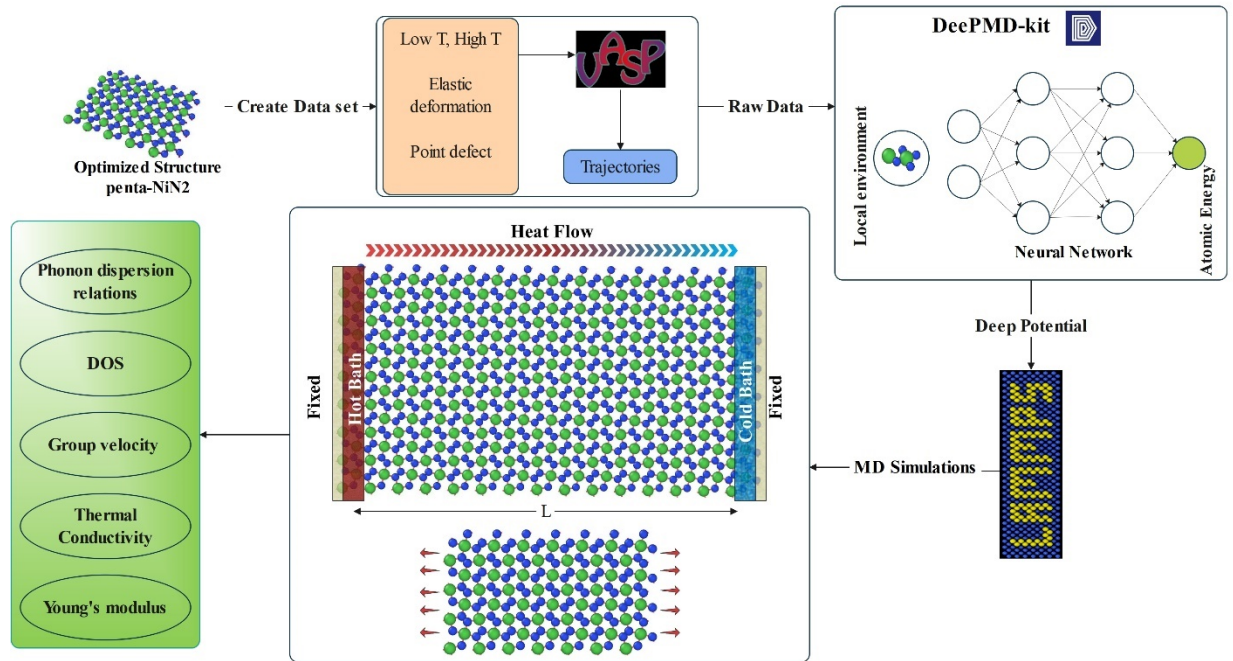 Optimized Structure
penta-NiN2
Create Data set
Low T, High T
Elastic
deformation
Point defect
VASP
Trajectories
Raw Data
DeePMD-kit
Local environment
Neural Network
Atomic Energy
Deep Potential
LAMMPS
MD Simulations
Heat Flow
Fixed
Hot Bath
Cold Bath
Fixed
L
Phonon dispersion
relations
DOS
Group velocity
Thermal
Conductivity
Young's modulus